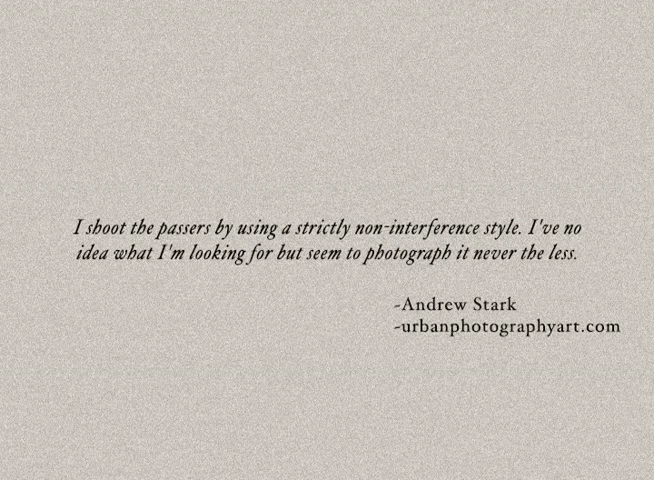 I shoot the passers by using a strictly non-interference style. I've no
idea what I'm looking for but seem to photograph it never the less.
-Andrew Stark
-urbanphotographyart.com